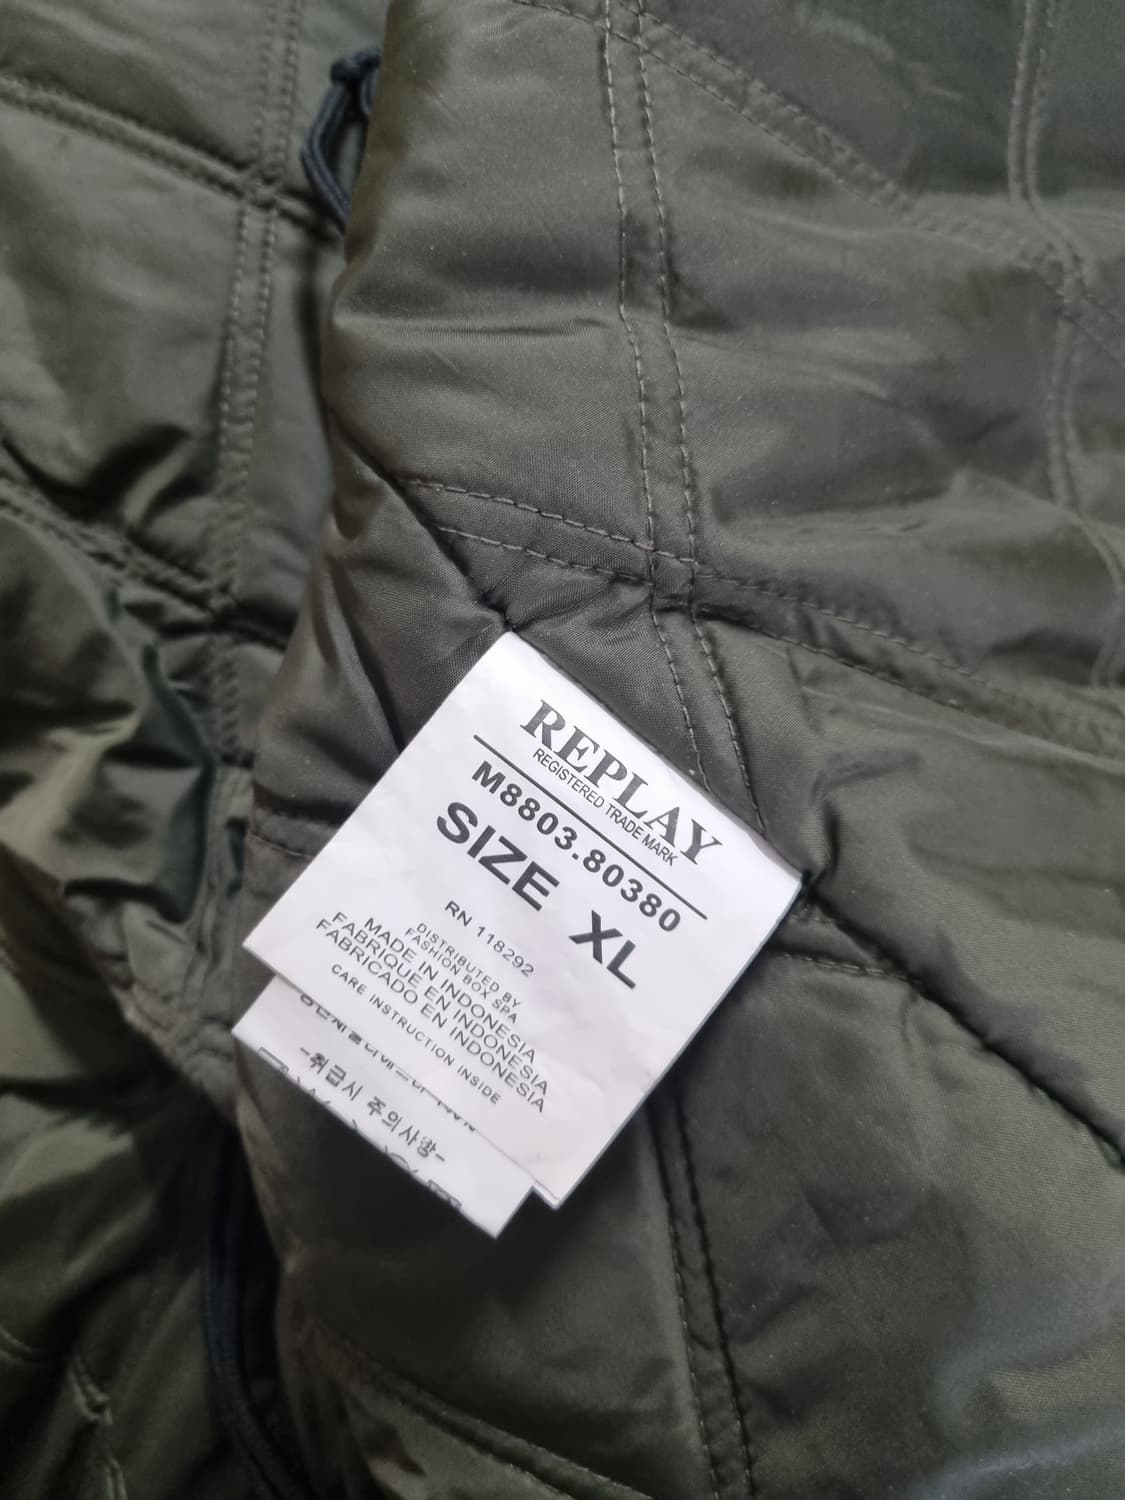 REPLAY
REGISTERED TRADE MARK
M8803.80380
SIZE XL
RN 118292
DISTRIBUTED BY
FASHION BOX SPA
MADE IN INDONESIA
FABRIQUE EN INDONESIA
FABRICADO EN INDONESIA
CARE INSTRUCTION INSIDE
-취급시 주의사항-